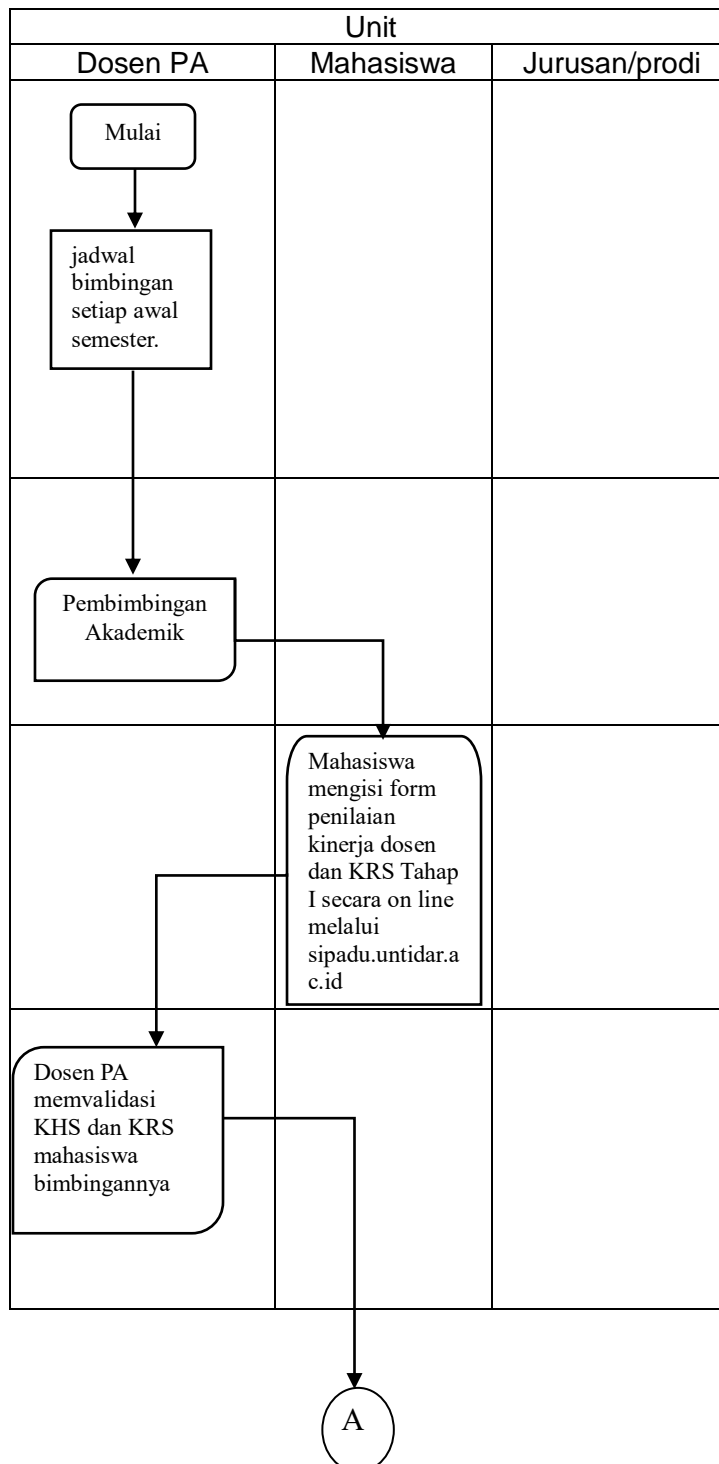 Unit
Dosen PA
Mahasiswa
Jurusan/prodi
Mulai
jadwal
bimbingan
setiap awal
semester.
Pembimbingan
Akademik
Mahasiswa
mengisi form
penilaian
kinerja dosen
dan KRS Tahap
I secara on line
melalui
sipadu.untidar.a
c.id
Dosen PA
memvalidasi
KHS dan KRS
mahasiswa
bimbingannya
A